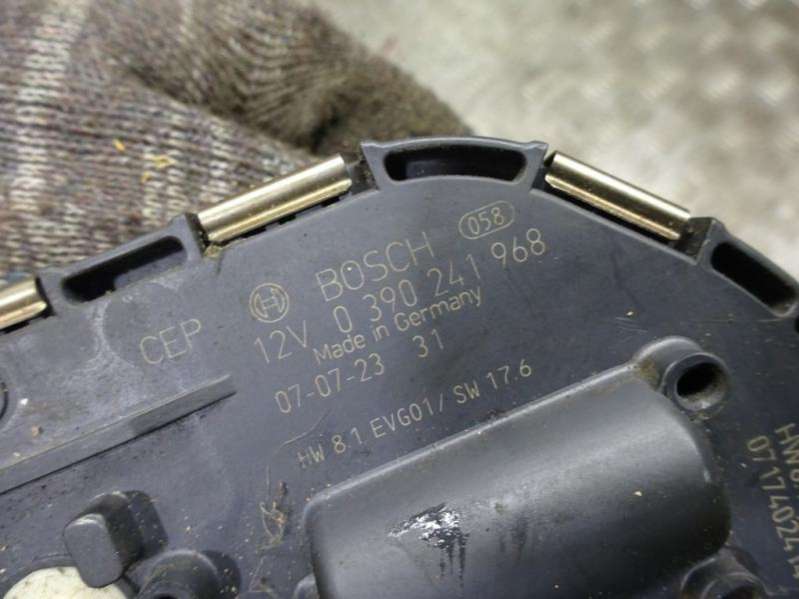 BOSCH 058
CEP 12V 0 390 241 968
Made in Germany
07-07-23 31
HW 8.1 EVG01/ SW 17.6